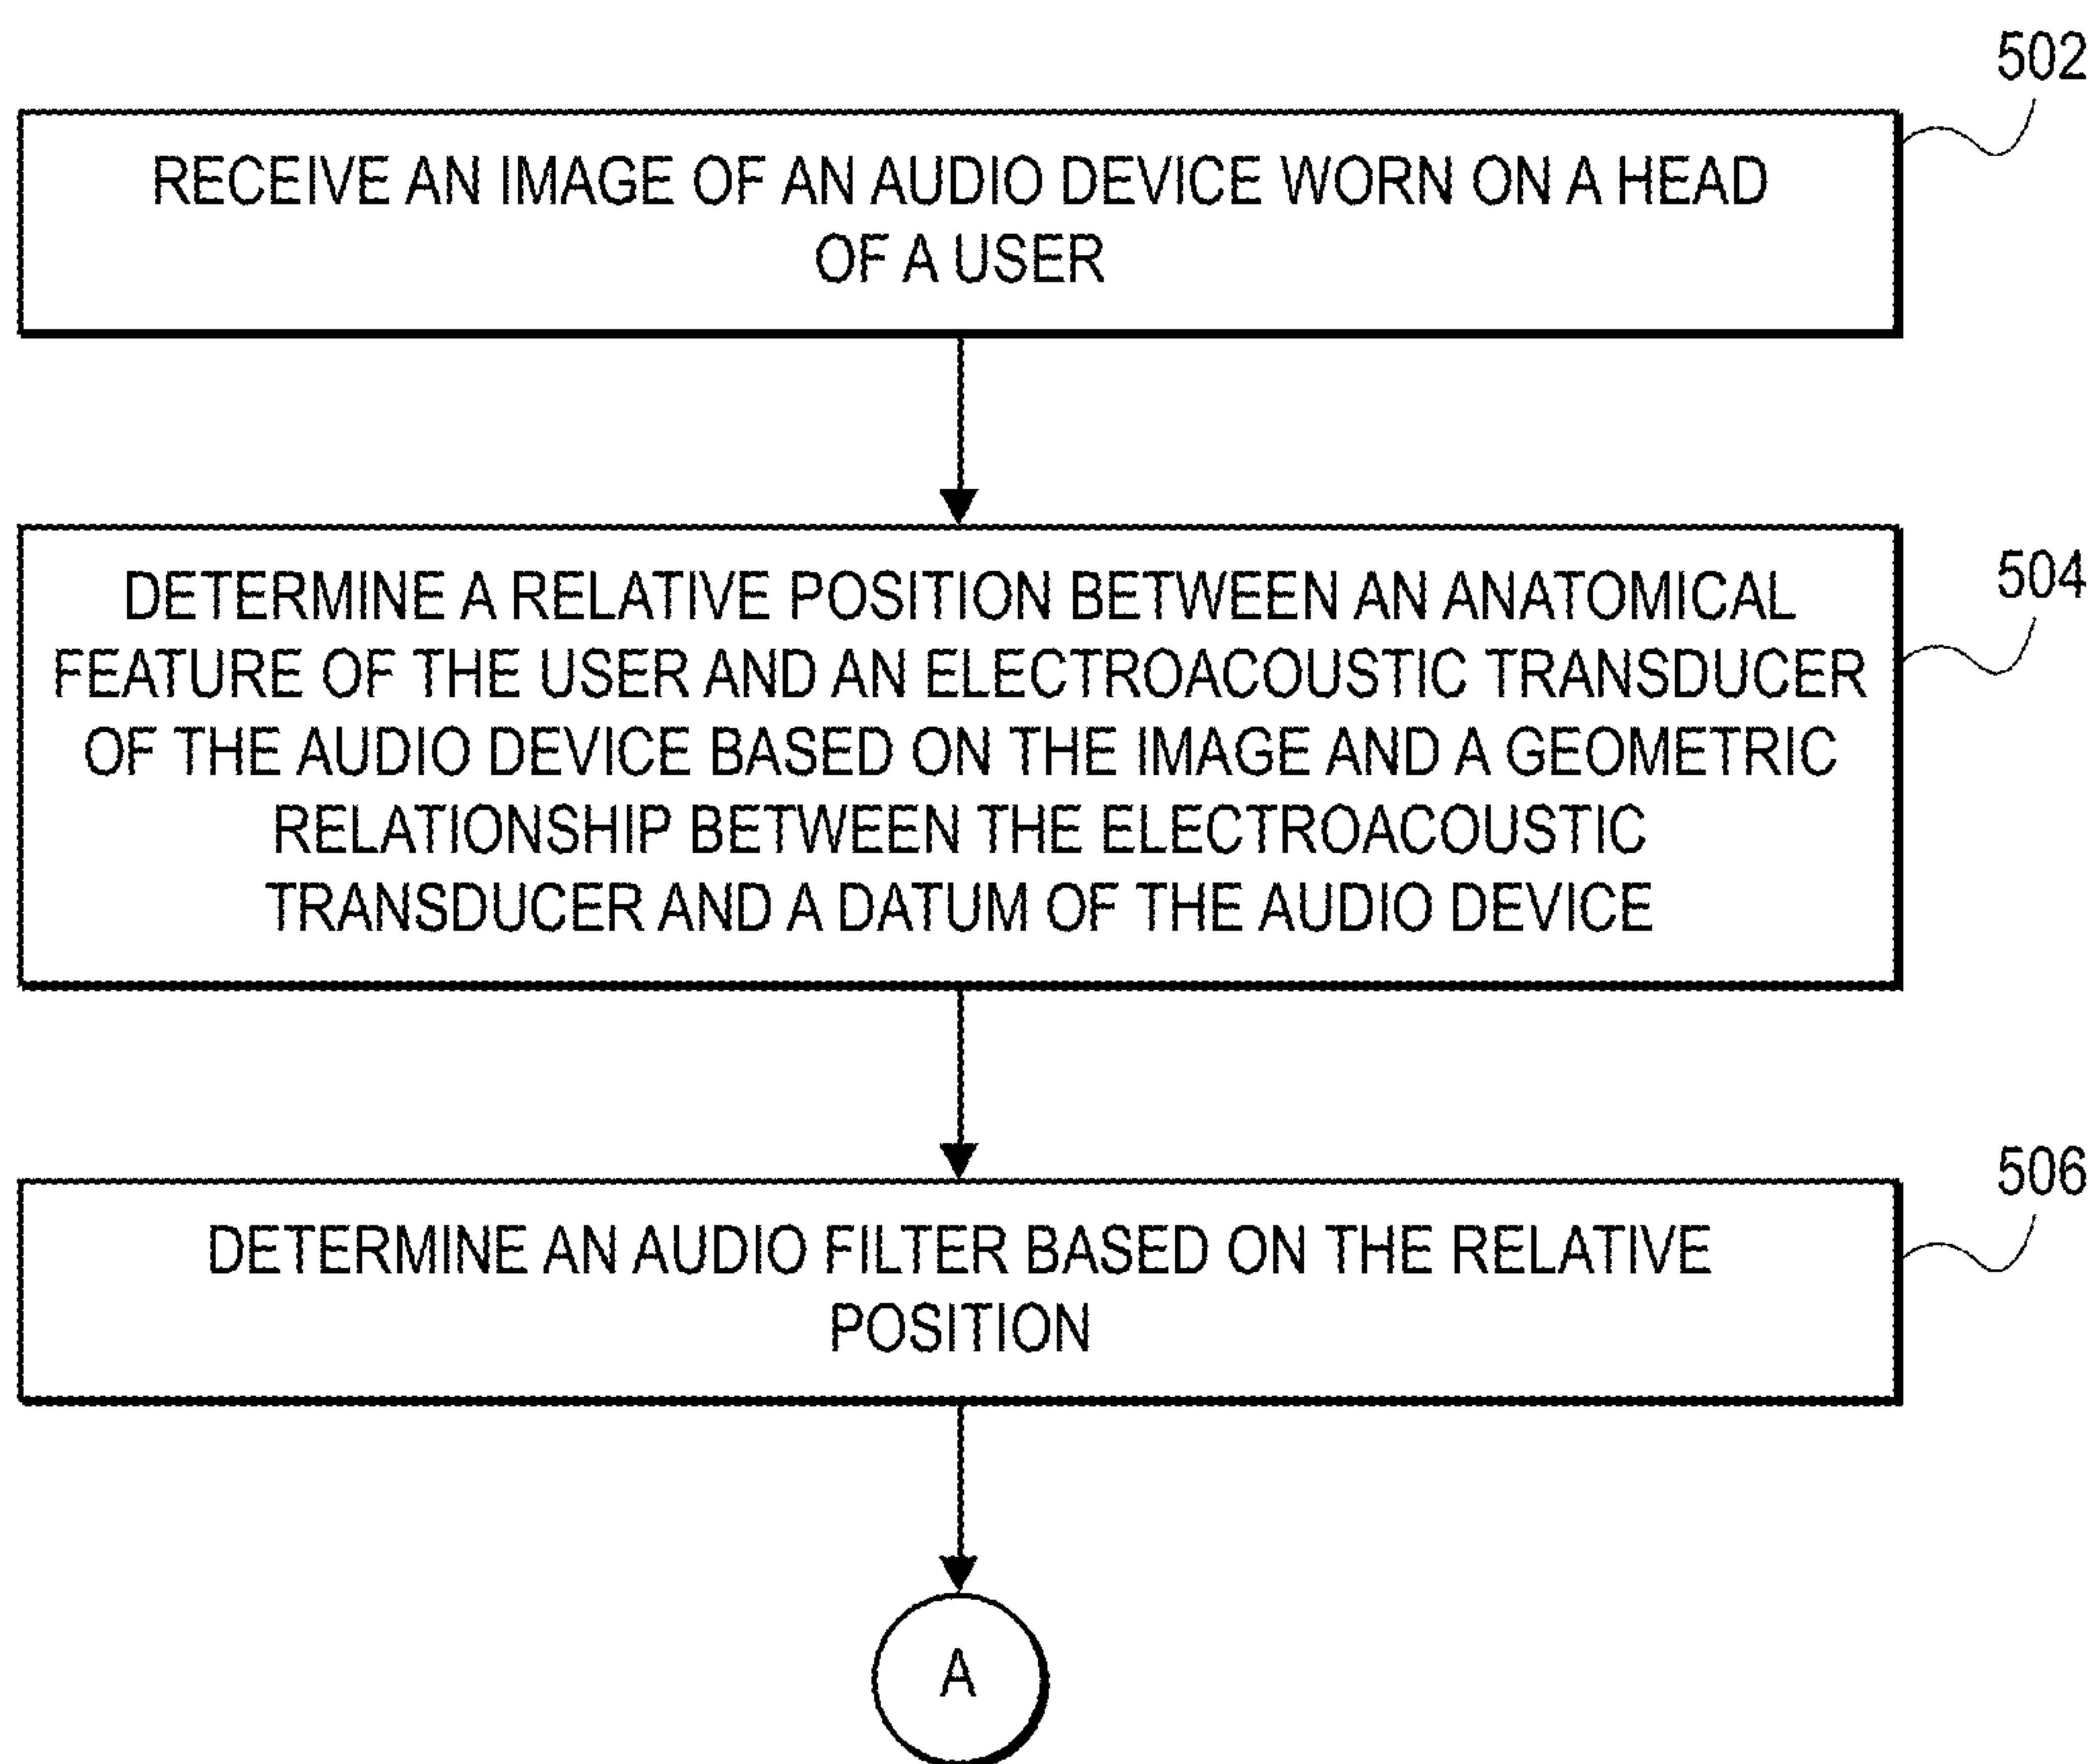 502
RECEIVE AN IMAGE OF AN AUDIO DEVICE WORN ON A HEAD
OF A USER
504
DETERMINE A RELATIVE POSITION BETWEEN AN ANATOMICAL
FEATURE OF THE USER AND AN ELECTROACOUSTIC TRANSDUCER
OF THE AUDIO DEVICE BASED ON THE IMAGE AND A GEOMETRIC
RELATIONSHIP BETWEEN THE ELECTROACOUSTIC
TRANSDUCER AND A DATUM OF THE AUDIO DEVICE
506
DETERMINE AN AUDIO FILTER BASED ON THE RELATIVE
POSITION
A